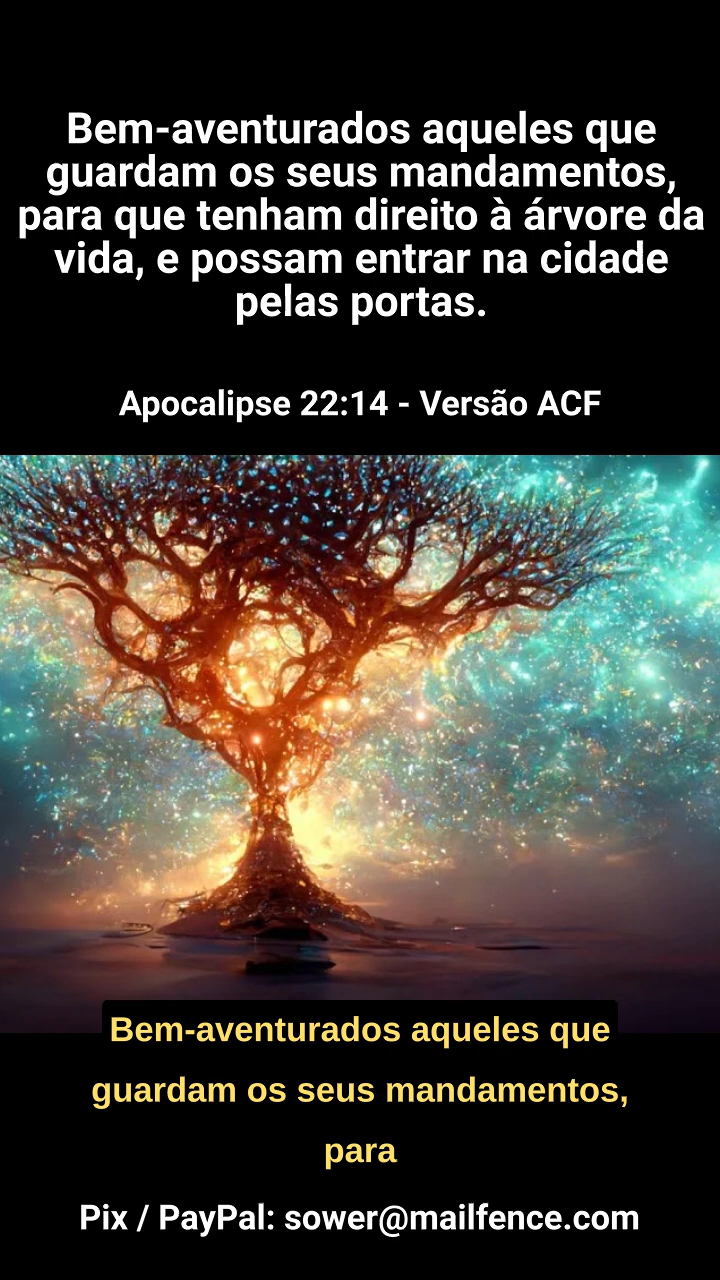 Bem-aventurados aqueles que
guardam os seus mandamentos,
para que tenham direito à árvore da
vida, e possam entrar na cidade
pelas portas.
Apocalipse 22:14 - Versão ACF
Bem-aventurados aqueles que
guardam os seus mandamentos,
para
Pix / PayPal: sower@mailfence.com